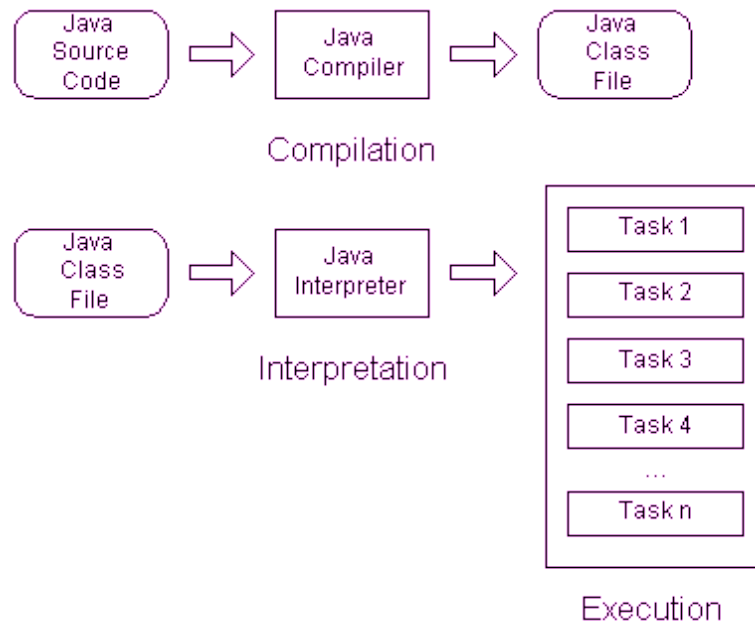 Java
Source
Code
Java
Compiler
Java
Class
File
Compilation
Java
Class
File
Java
Interpreter
Interpretation
Task 1
Task 2
Task 3
Task 4
...
Task n
Execution